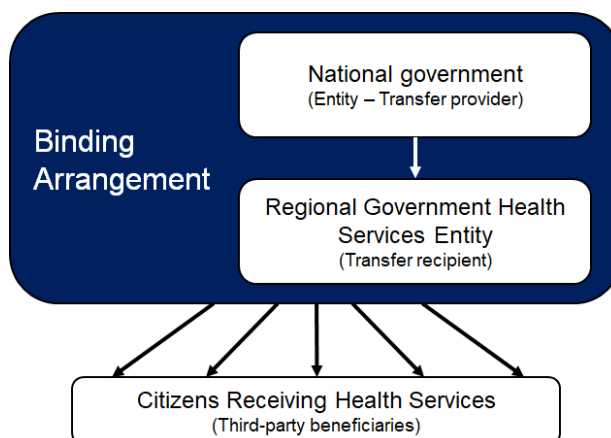 National government
(Entity – Transfer provider)
Binding
Arrangement
Regional Government Health
Services Entity
(Transfer recipient)
Citizens Receiving Health Services
(Third-party beneficiaries)